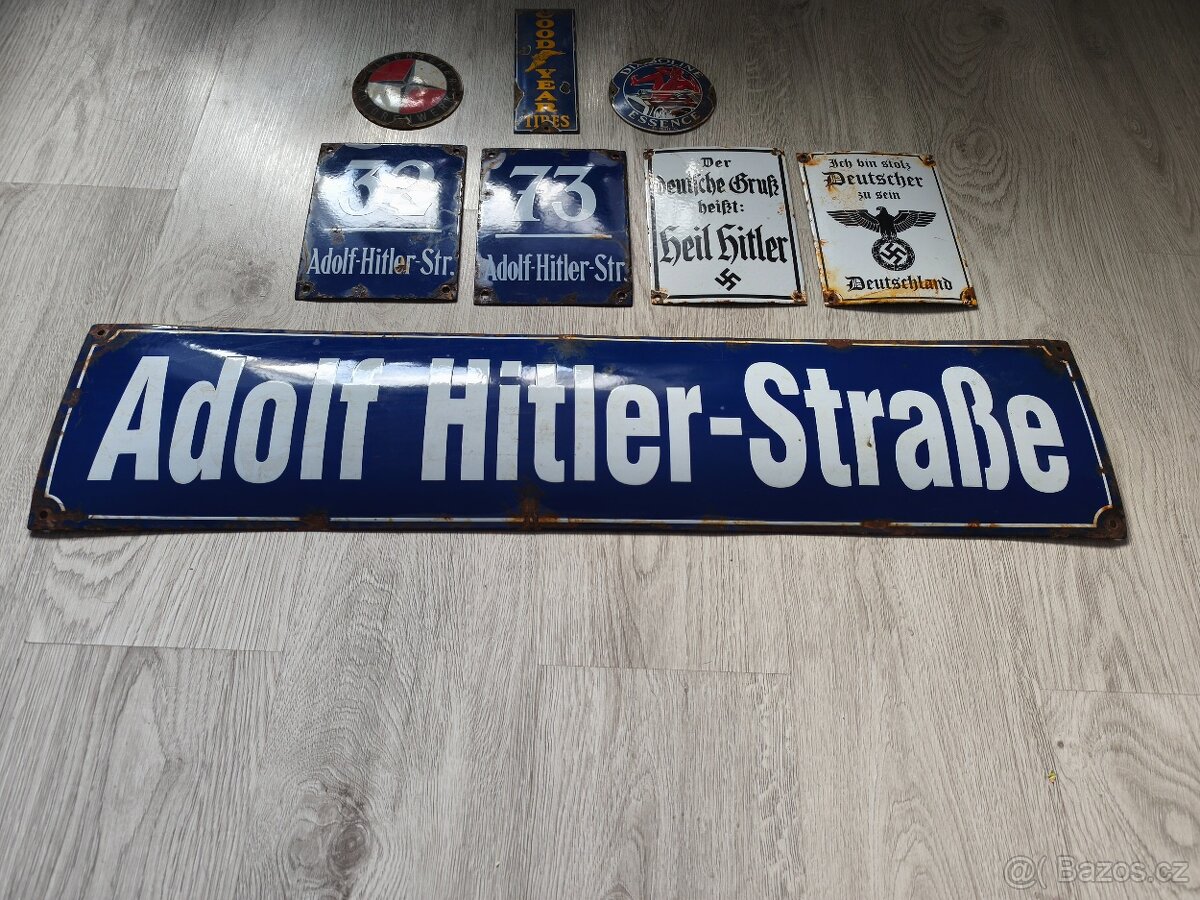 GOOD YEAR
TIRES
DIPZOLINE
ESSENCE
32
Adolf-Hitler-Str.
73
Adolf-Hitler-Str.
Der
Deutsche Gruß
heißt:
Heil Hitler
Ich bin stolz
Deutscher
zu sein
Deutschland
Adolf Hitler-Straße
@( Bazos.cz